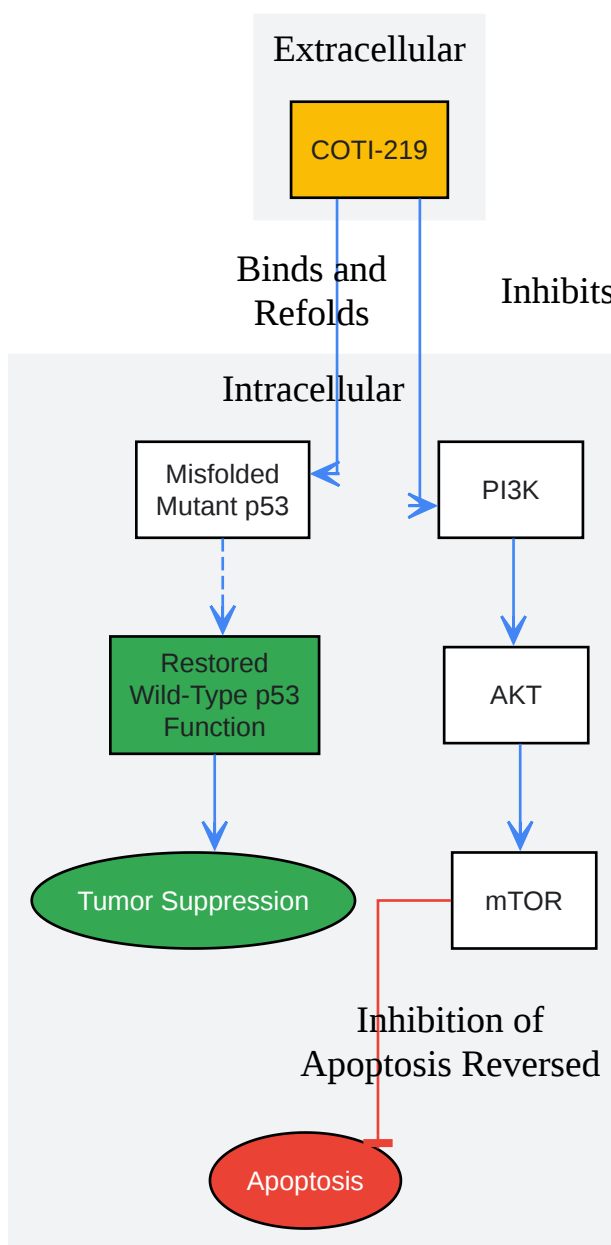 Extracellular
COTI-219
Binds and
Refolds
Inhibits
Intracellular
Misfolded
Mutant p53
PI3K
Restored
Wild-Type p53
Function
AKT
Tumor Suppression
mTOR
Inhibition of
Apoptosis Reversed
Apoptosis